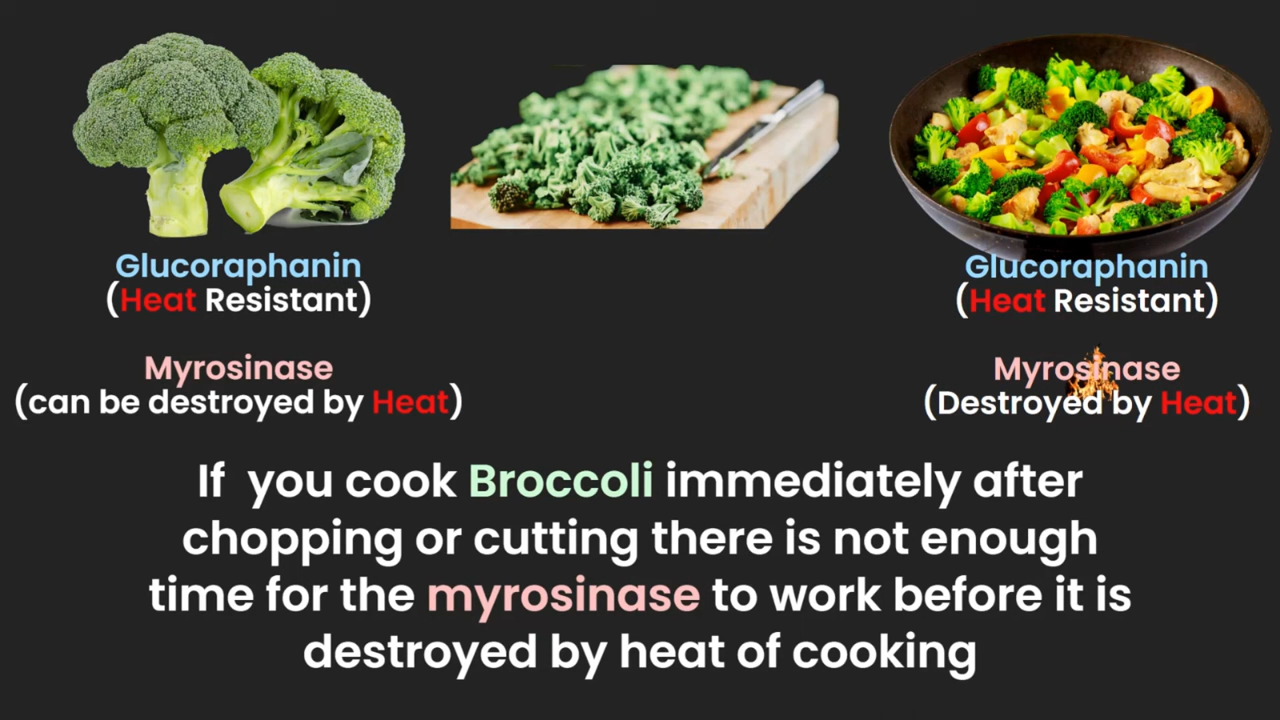 Glucoraphanin
(Heat Resistant)
Myrosinase
(can be destroyed by Heat)
Glucoraphanin
(Heat Resistant)
Myrosinase
(Destroyed by Heat)
If you cook Broccoli immediately after
chopping or cutting there is not enough
time for the myrosinase to work before it is
destroyed by heat of cooking